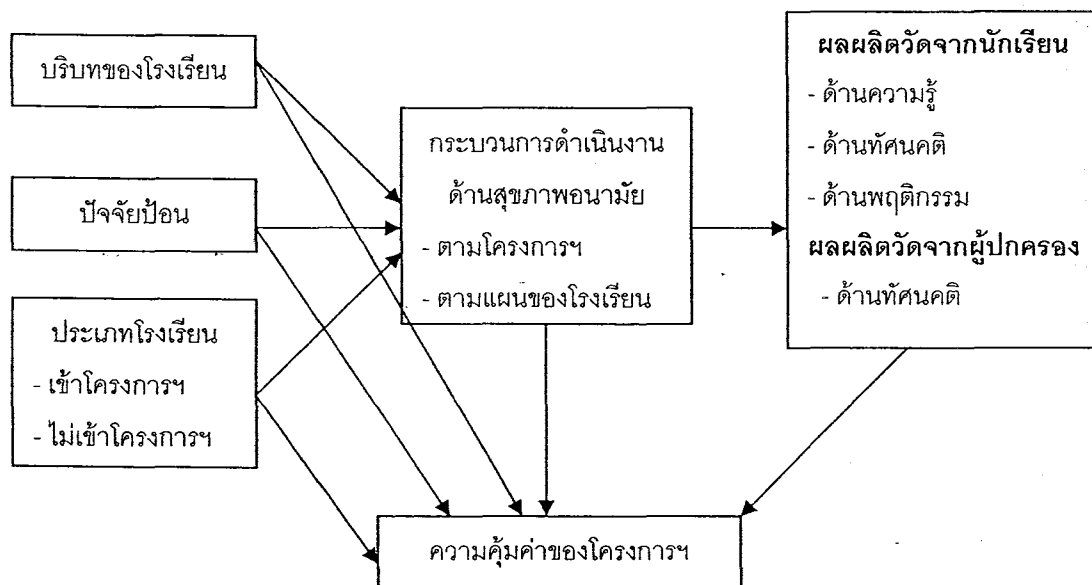 บริบทของโรงเรียน
ปัจจัยป้อน
ประเภทโรงเรียน
- เข้าโครงการฯ
- ไม่เข้าโครงการฯ
กระบวนการดำเนินงาน
ด้านสุขภาพอนามัย
- ตามโครงการฯ
- ตามแผนของโรงเรียน
ผลผลิตวัดจากนักเรียน
- ด้านความรู้
- ด้านทัศนคติ
- ด้านพฤติกรรม
ผลผลิตวัดจากผู้ปกครอง
- ด้านทัศนคติ
ความคุ้มค่าของโครงการฯ